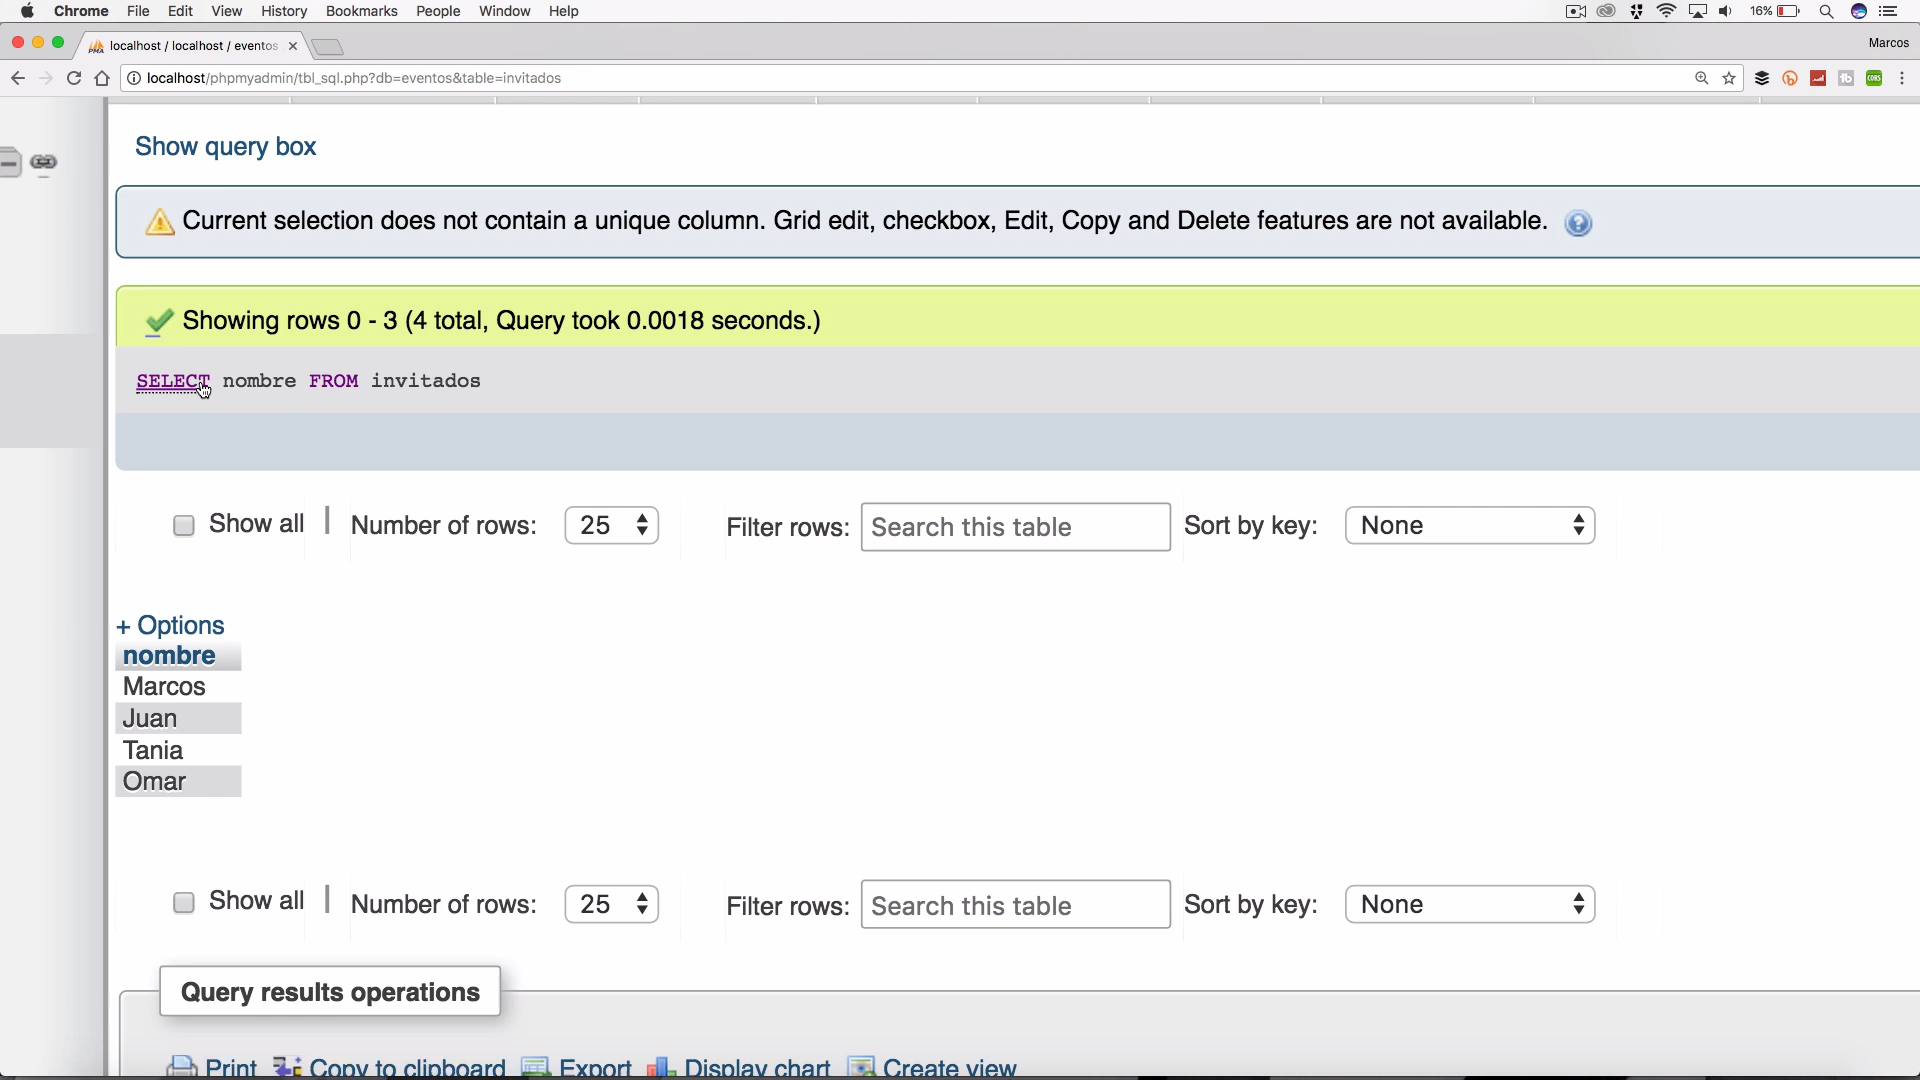 Chrome File Edit View History Bookmarks People Window Help 16%
localhost / localhost / eventos
Marcos
localhost/phpmyadmin/tbl_sql.php?db=eventos&table=invitados
Show query box
Current selection does not contain a unique column. Grid edit, checkbox, Edit, Copy and Delete features are not available.
Showing rows 0 - 3 (4 total, Query took 0.0018 seconds.)
SELECT nombre FROM invitados
Show all | Number of rows: 25 Filter rows: Search this table Sort by key: None
+ Options
nombre
Marcos
Juan
Tania
Omar
Show all | Number of rows: 25 Filter rows: Search this table Sort by key: None
Query results operations
Print Copy to clipboard Export Display chart Create view